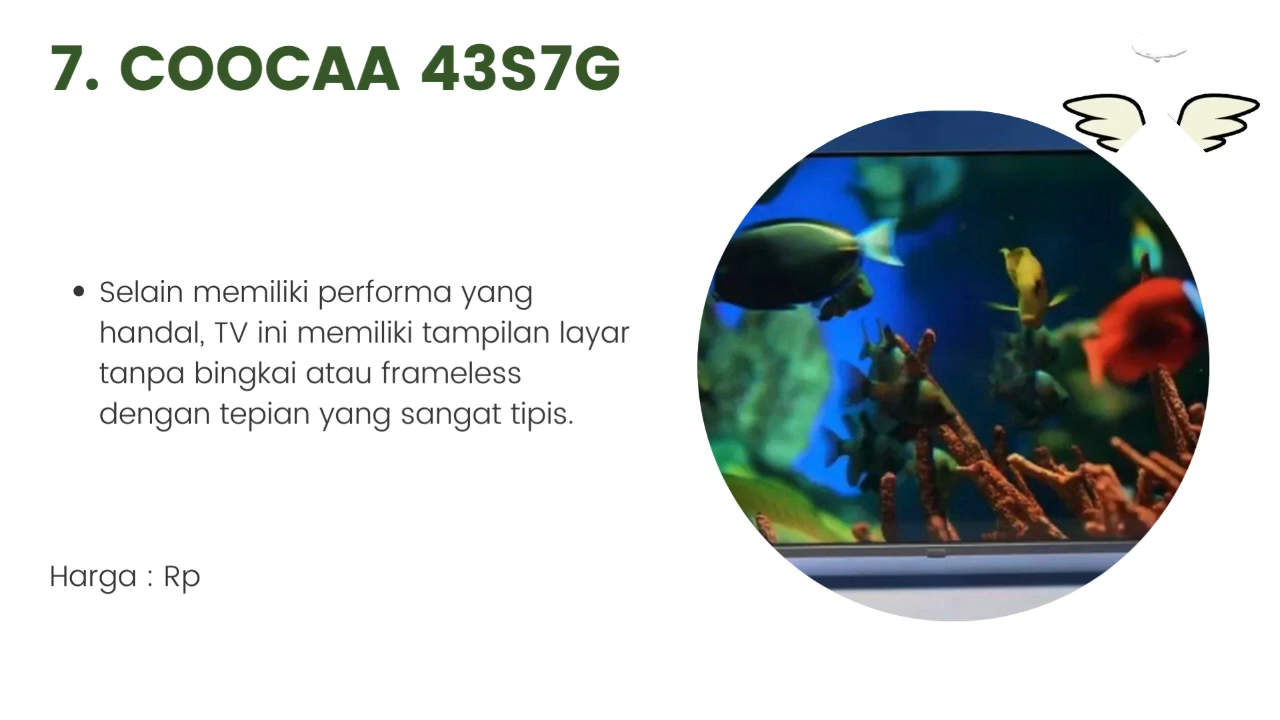 7. COOCAA 43S7G
• Selain memiliki performa yang
handal, TV ini memiliki tampilan layar
tanpa bingkai atau frameless
dengan tepian yang sangat tipis.
Harga : Rp